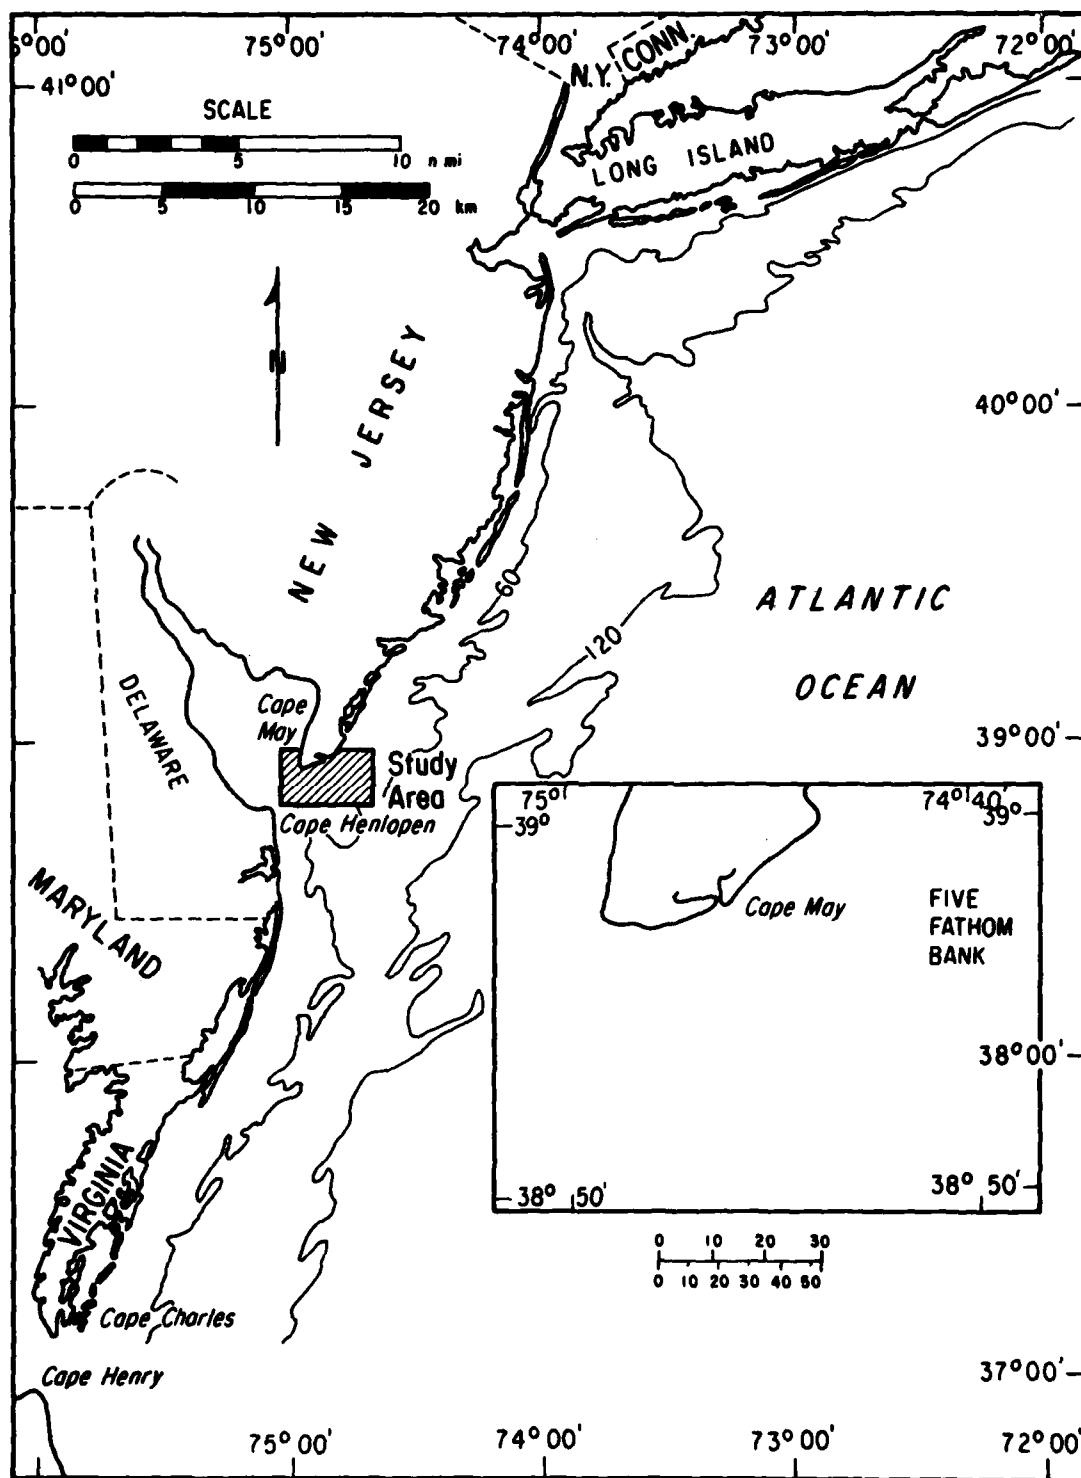 6°00'
75°00'
74°00'
73°00'
72°00'
41°00'
N.Y.
CONN.
SCALE
0 5 10 n mi
0 5 10 15 20 km
LONG ISLAND
N
NEW JERSEY
40°00'
60
120
ATLANTIC
OCEAN
DELAWARE
Cape
May
39°00'
Study
Area
Cape Henlopen
MARYLAND
75°
74°40'
39°
39°
Cape May
FIVE
FATHOM
BANK
38°00'
38° 50'
38° 50'
VIRGINIA
0 10 20 30
0 10 20 30 40 50
Cape Charles
Cape Henry
37°00'
75°00'
74°00'
73°00'
72°00'